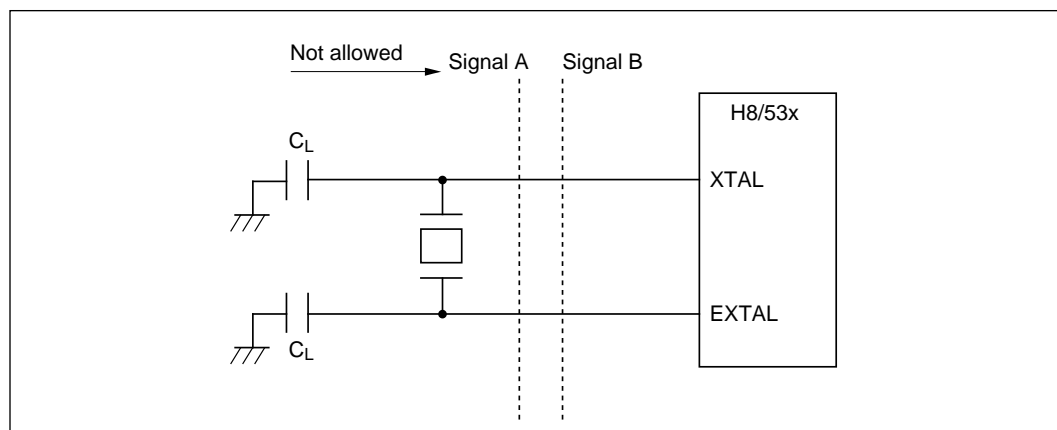 Not allowed
Signal A
Signal B
H8/53x
CL
XTAL
EXTAL
CL